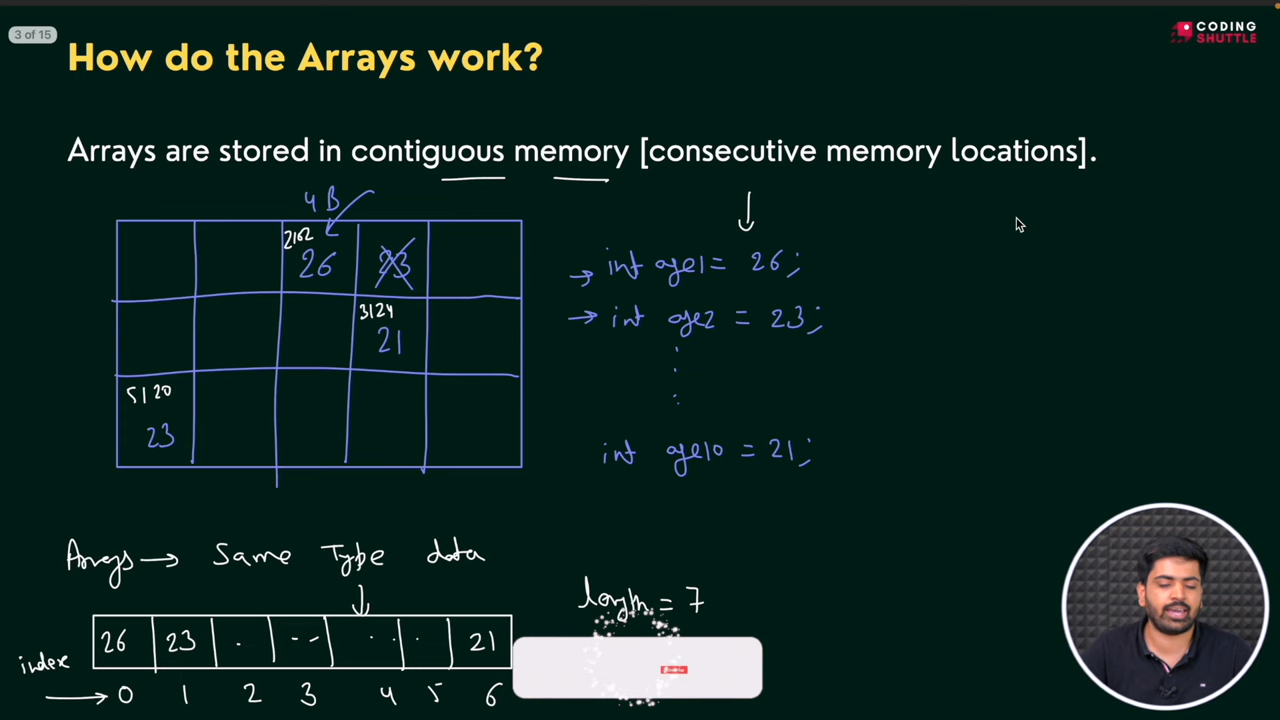 3 of 15
CODING
SHUTTLE
How do the Arrays work?
Arrays are stored in contiguous memory [consecutive memory locations].
4 B
2162
26
23
3124
21
5120
23
int age1 = 26;
int age2 = 23;
int age10 = 21;
Arrays → Same Type data
length = 7
26 23 . -- .. . 21
index
0 1 2 3 4 5 6